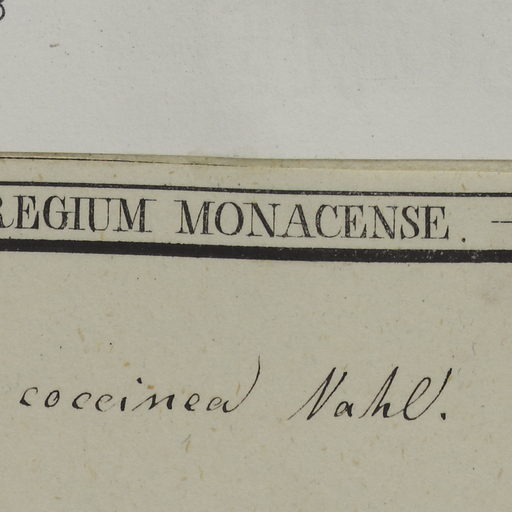 REGIUM MONACENSE. —
coccinea Vahl.